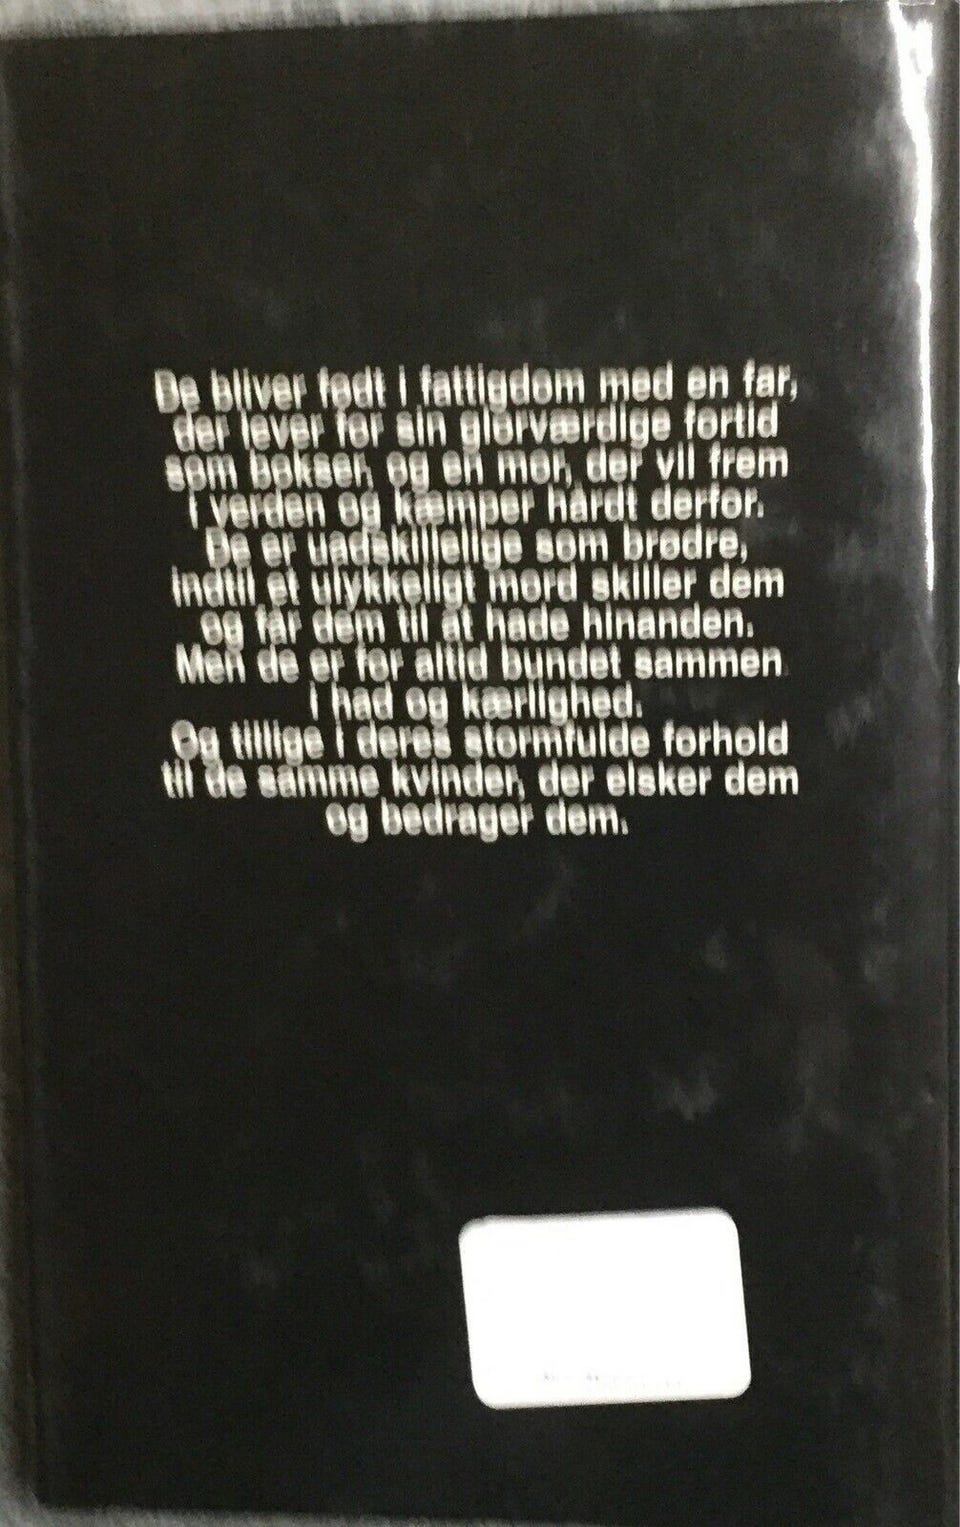 De bliver født i fattigdom med en far,
der lever for sin glorværdige fortid
som bokser, og en mor, der vil frem
i verden og kæmper hårdt derfor.
De er uadskillelige som brødre,
indtil et ulykkeligt mord skiller dem
og får dem til at hade hinanden.
Men de er for altid bundet sammen
i had og kærlighed.
Og tillige i deres stormfulde forhold
til de samme kvinder, der elsker dem
og bedrager dem.